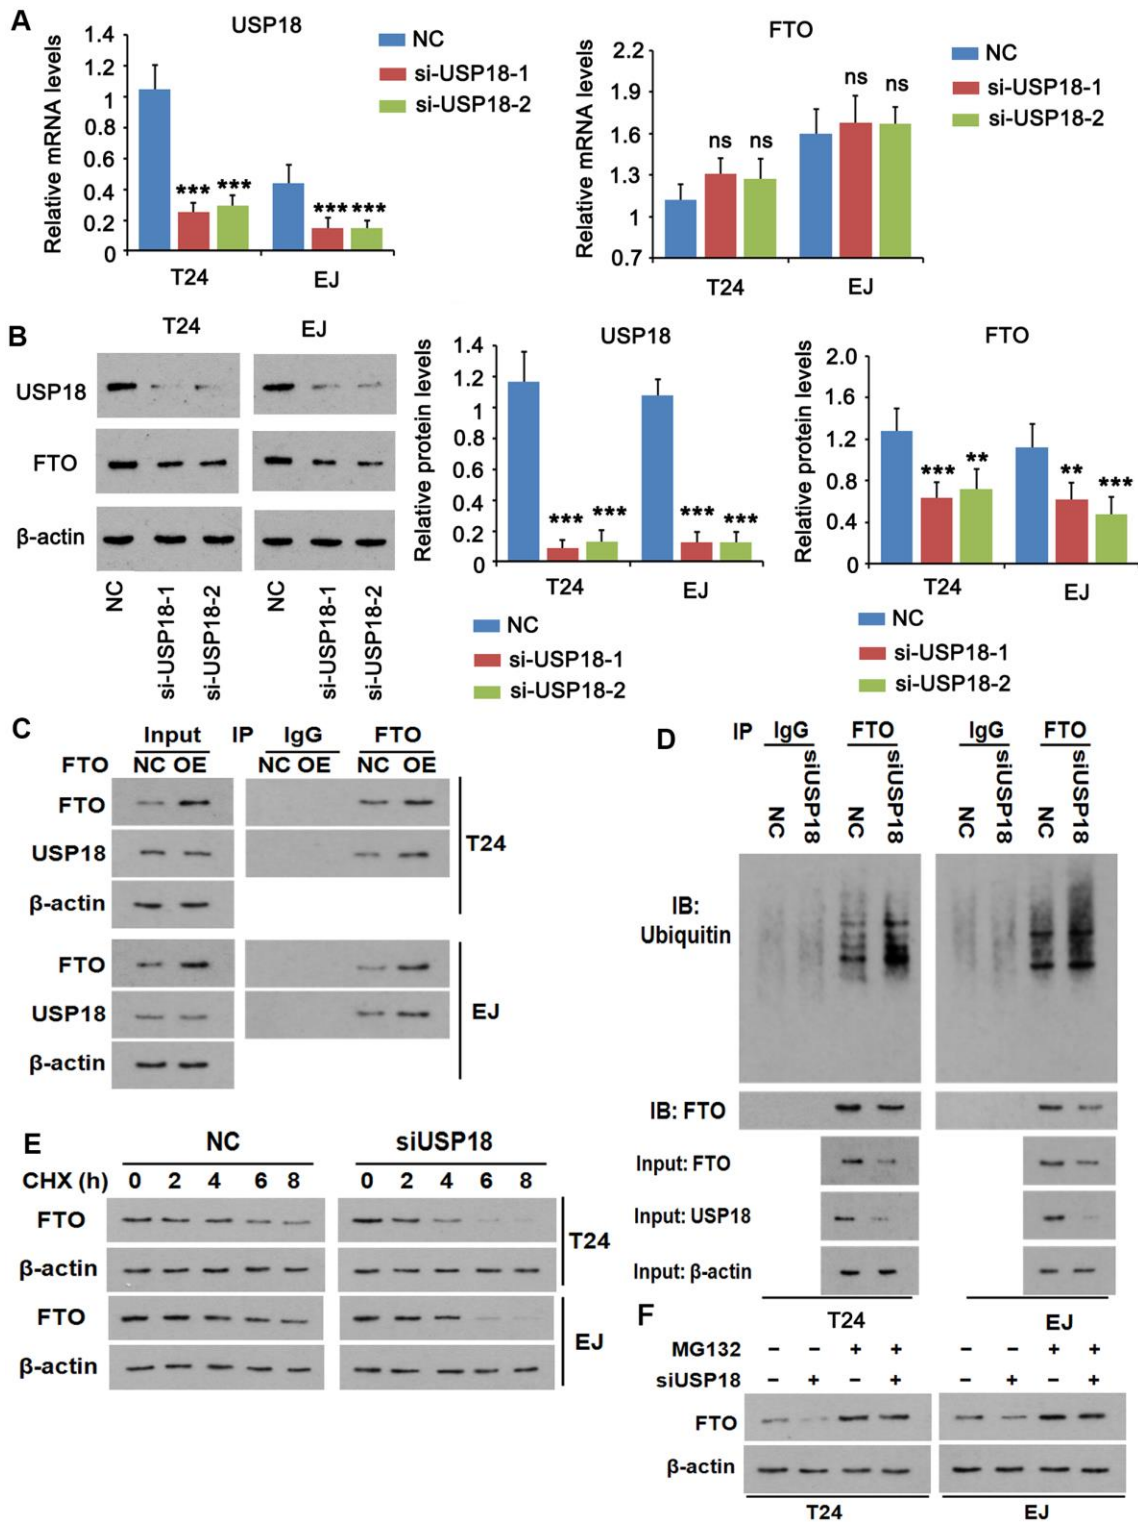 A
USP18
Relative mRNA levels
1.4
1.2
1
0.8
0.6
0.4
0.2
0
*** ***
*** ***
T24 EJ
NC
si-USP18-1
si-USP18-2
FTO
Relative mRNA levels
2.2
1.9
1.6
1.3
1
0.7
ns ns
ns ns
T24 EJ
NC
si-USP18-1
si-USP18-2
B
T24 EJ
USP18
FTO
β-actin
NC
si-USP18-1
si-USP18-2
NC
si-USP18-1
si-USP18-2
USP18
Relative protein levels
1.4
1.2
1
0.8
0.6
0.4
0.2
0
*** ***
*** ***
T24 EJ
NC
si-USP18-1
si-USP18-2
FTO
Relative protein levels
2.0
1.6
1.2
0.8
0.4
0
*** **
** ***
T24 EJ
NC
si-USP18-1
si-USP18-2
C
Input IP IgG FTO
FTO NC OE NC OE NC OE
FTO
USP18
β-actin
T24
FTO
USP18
β-actin
EJ
D
IP IgG FTO IgG FTO
NC siUSP18 NC siUSP18 NC siUSP18 NC siUSP18
IB:
Ubiquitin
IB: FTO
Input: FTO
Input: USP18
Input: β-actin
T24 EJ
E
NC siUSP18
CHX (h) 0 2 4 6 8 0 2 4 6 8
FTO
β-actin
T24
FTO
β-actin
EJ
F
MG132 – – + + – – + +
siUSP18 – + – + – + – +
FTO
β-actin
T24 EJ